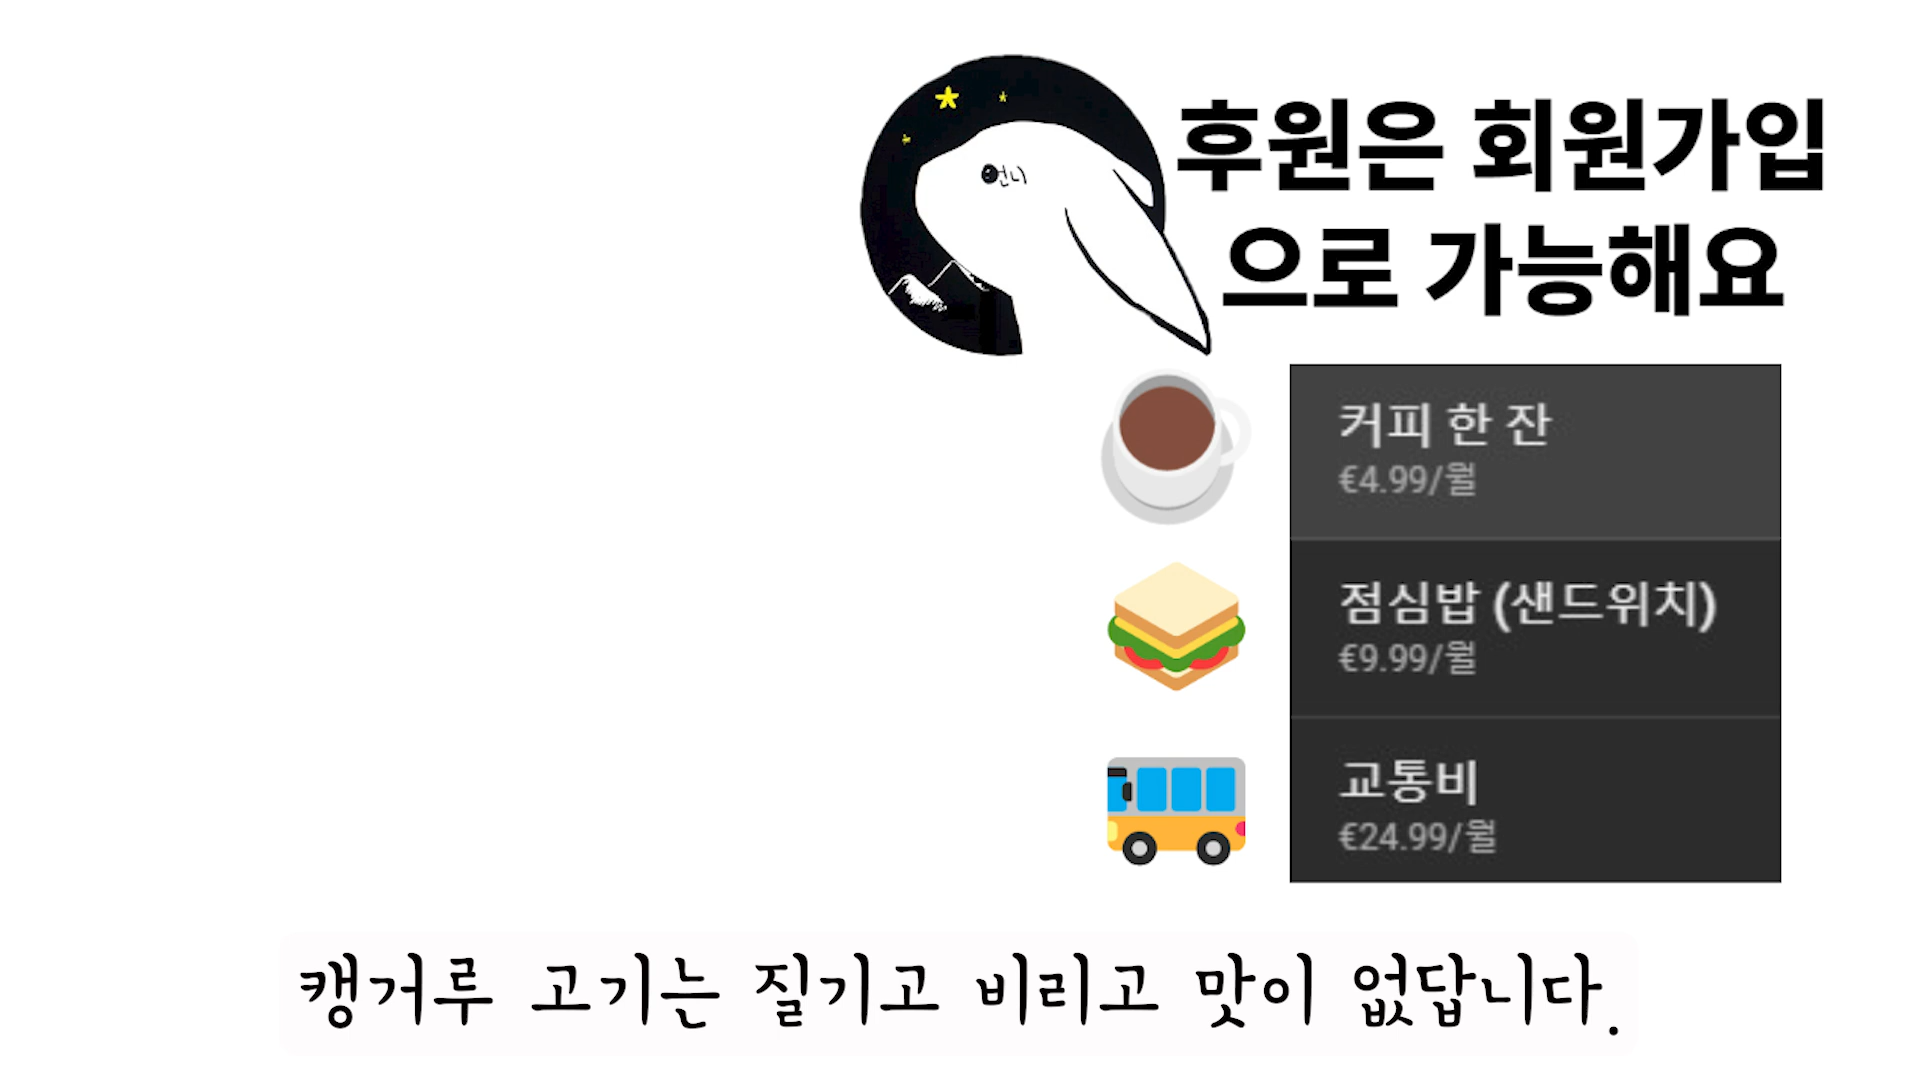 후원은 회원가입
으로 가능해요
언니
커피 한 잔
€4.99/월
점심밥 (샌드위치)
€9.99/월
교통비
€24.99/월
캥거루 고기는 질기고 비리고 맛이 없답니다.